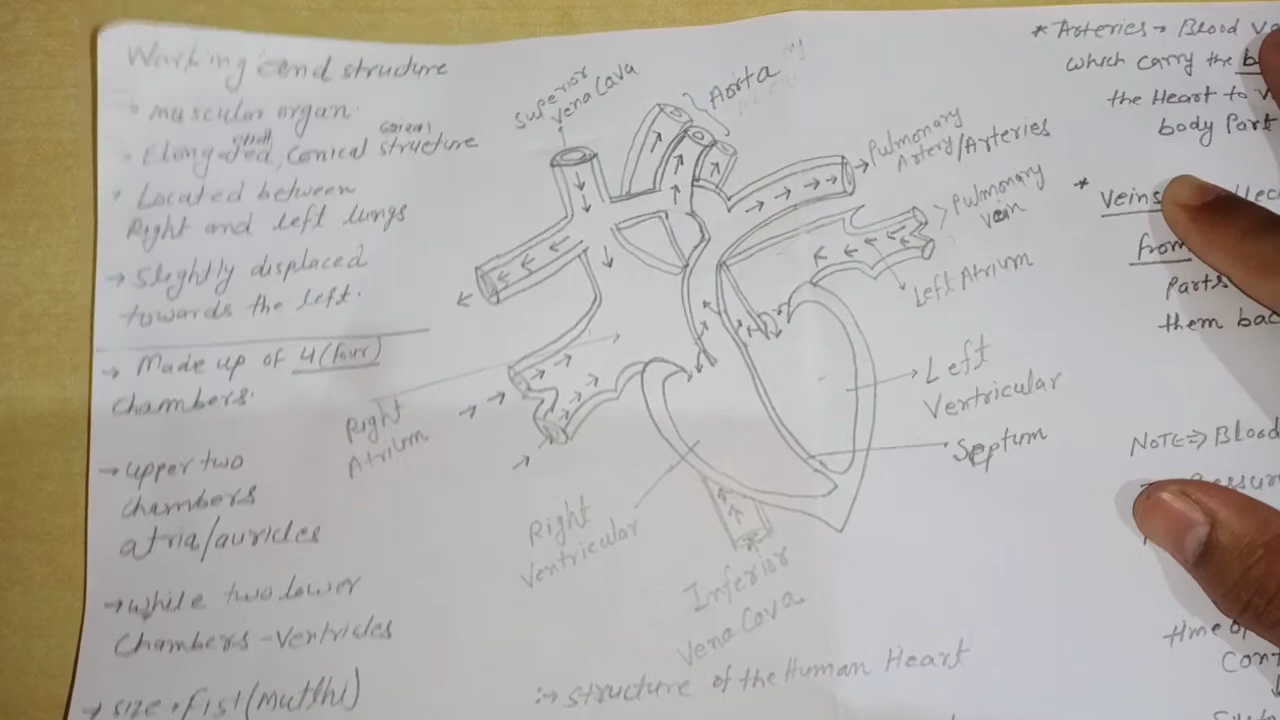 Working and structure
muscular organ.
Elongated, Conical structure
Located between
Right and left lungs
→ Slightly displaced
towards the left.
→ Made up of 4 (four)
chambers.
→ upper two
chambers
atria/auricles
→ while two lower
Chambers - Ventricles
→ size • Fist (mutthi)
Superior
Vena Cava
Aorta
Pulmonary
Artery/Arteries
Pulmonary
vein
Left Atrium
Left
Ventricular
Septum
Right
Atrium
Right
Ventricular
Inferior
Vena Cava
:→ Structure of the Human Heart
* Arteries → Blood
which carry the
the Heart to
body Part
* Veins
from
Parts
them
NOTE ⇒ Blood
time